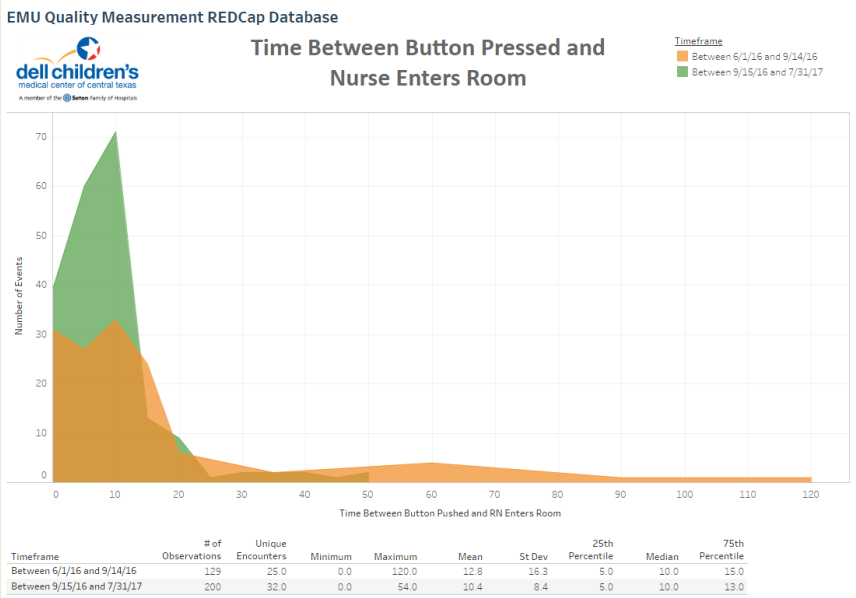 EMU Quality Measurement REDCap Database
dell children's
medical center of central texas
A member of the Seton Family of Hospitals
Time Between Button Pressed and
Nurse Enters Room
Timeframe
Between 6/1/16 and 9/14/16
Between 9/15/16 and 7/31/17
Number of Events
70
60
50
40
30
20
10
0
0 10 20 30 40 50 60 70 80 90 100 110 120
Time Between Button Pushed and RN Enters Room
Timeframe # of Observations Unique Encounters Minimum Maximum Mean St Dev 25th Percentile Median 75th Percentile
Between 6/1/16 and 9/14/16 129 25.0 0.0 120.0 12.8 16.3 5.0 10.0 15.0
Between 9/15/16 and 7/31/17 200 32.0 0.0 54.0 10.4 8.4 5.0 10.0 13.0